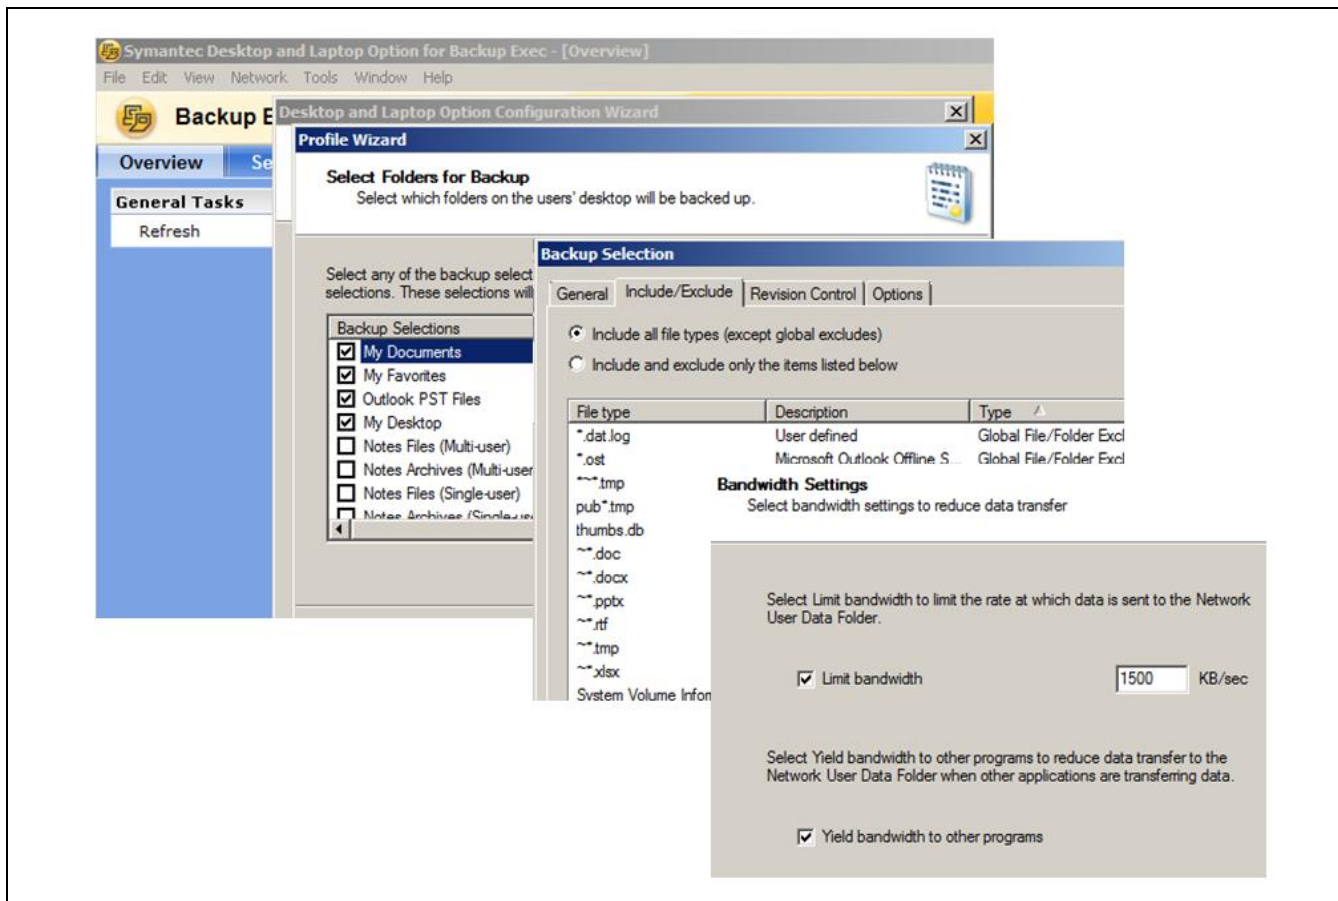 Symantec Desktop and Laptop Option for Backup Exec - [Overview]
File Edit View Network Tools Window Help
Backup E
Overview
Se
General Tasks
Refresh
Desktop and Laptop Option Configuration Wizard
Profile Wizard
Select Folders for Backup
Select which folders on the users' desktop will be backed up.
Select any of the backup select
selections. These selections will
Backup Selections
My Documents
My Favorites
Outlook PST Files
My Desktop
Notes Files (Multi-user)
Notes Archives (Multi-user
Notes Files (Single-user)
Notes Archives (Single-use
Backup Selection
General Include/Exclude Revision Control Options
Include all file types (except global excludes)
Include and exclude only the items listed below
File type Description Type
*.dat.log User defined Global File/Folder Excl
*.ost Microsoft Outlook Offline S... Global File/Folder Excl
*~*.tmp
pub*.tmp
thumbs.db
~*.doc
~*.docx
~*.pptx
~*.rtf
~*.tmp
~*.xlsx
System Volume Infor
Bandwidth Settings
Select bandwidth settings to reduce data transfer
Select Limit bandwidth to limit the rate at which data is sent to the Network
User Data Folder.
Limit bandwidth 1500 KB/sec
Select Yield bandwidth to other programs to reduce data transfer to the
Network User Data Folder when other applications are transferring data.
Yield bandwidth to other programs